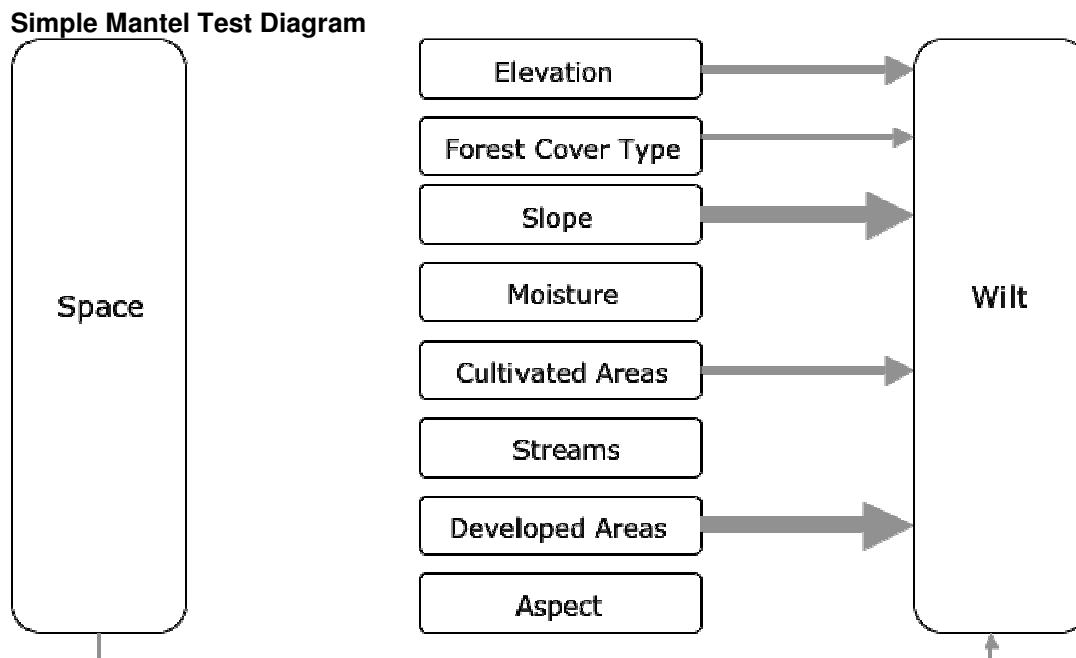 Simple Mantel Test Diagram
Space
Elevation
Forest Cover Type
Slope
Moisture
Cultivated Areas
Streams
Developed Areas
Aspect
Wilt